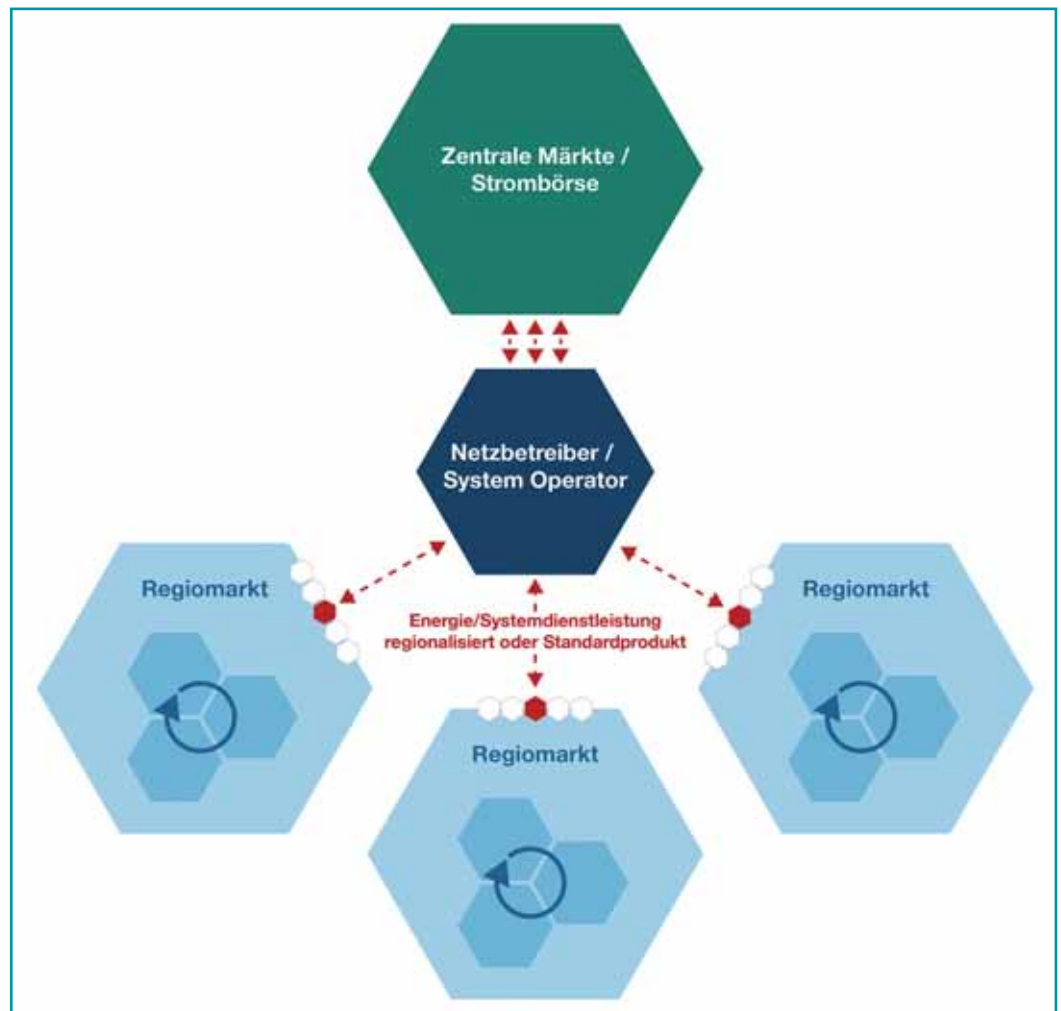 Zentrale Märkte /
Strombörse
Netzbetreiber /
System Operator
Regiomarkt
Regiomarkt
Energie/Systemdienstleistung
regionalisiert oder Standardprodukt
Regiomarkt